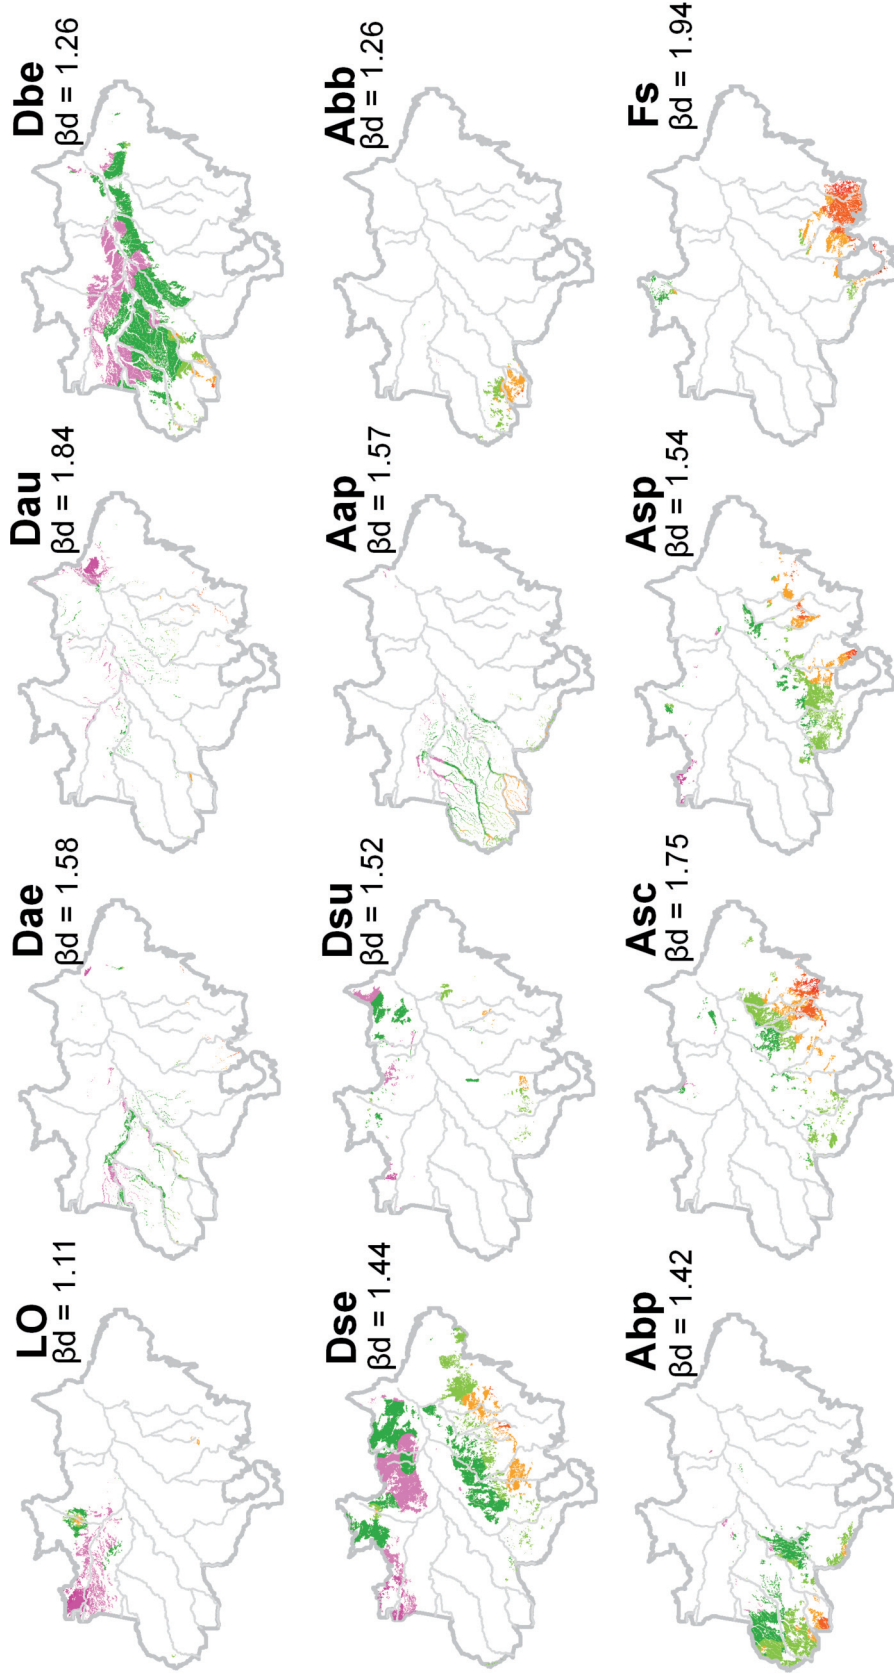 LO
βd = 1.11
Dae
βd = 1.58
Dau
βd = 1.84
Dbe
βd = 1.26
Dse
βd = 1.44
Dsu
βd = 1.52
Aap
βd = 1.57
Abb
βd = 1.26
Abp
βd = 1.42
Asc
βd = 1.75
Asp
βd = 1.54
Fs
βd = 1.94